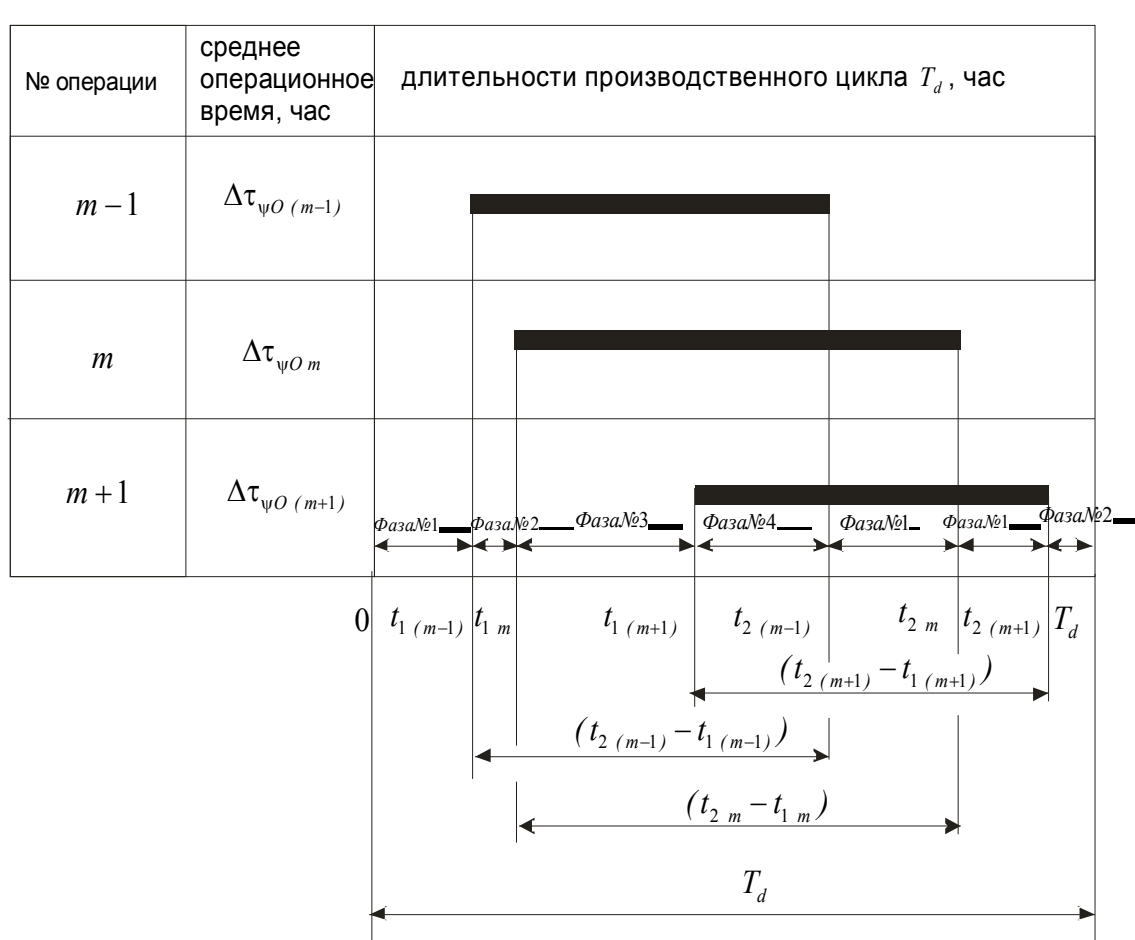 № операции
среднее
операционное
время, час
длительности производственного цикла T_d , час
m − 1
Δτ_ψO (m−1)
m
Δτ_ψO m
m + 1
Δτ_ψO (m+1)
Фаза№1 Фаза№2 Фаза№3 Фаза№4 Фаза№1 Фаза№1 Фаза№2
0 t_1 (m−1) t_1 m t_1 (m+1) t_2 (m−1) t_2 m t_2 (m+1) T_d
(t_2 (m+1) − t_1 (m+1))
(t_2 (m−1) − t_1 (m−1))
(t_2 m − t_1 m)
T_d